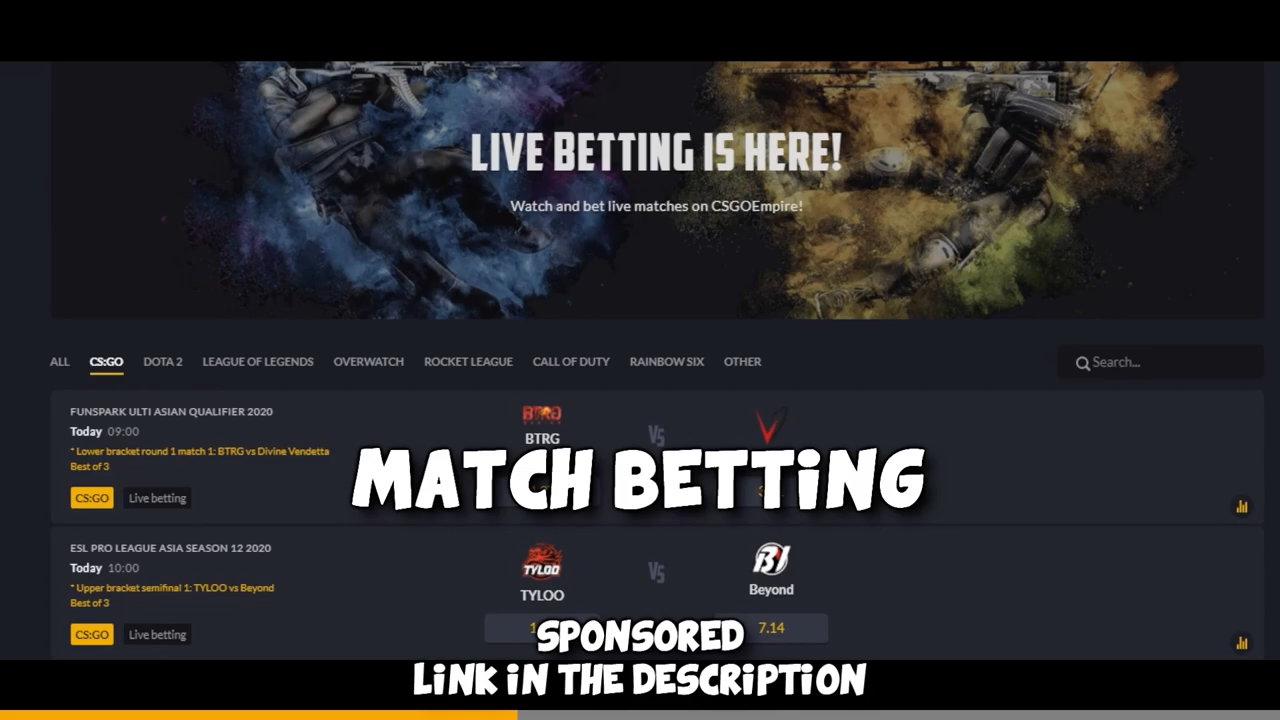 LIVE BETTING IS HERE!
Watch and bet live matches on CSGOEmpire!
ALL CS:GO DOTA 2 LEAGUE OF LEGENDS OVERWATCH ROCKET LEAGUE CALL OF DUTY RAINBOW SIX OTHER Search...
FUNSPARK ULTI ASIAN QUALIFIER 2020
Today 09:00
* Lower bracket round 1 match 1: BTRG vs Divine Vendetta
Best of 3
CS:GO Live betting
BTRG
BTRG
VS
MATCH BETTING
ESL PRO LEAGUE ASIA SEASON 12 2020
Today 10:00
* Upper bracket semifinal 1: TYLOO vs Beyond
Best of 3
CS:GO Live betting
TYLOO
TYLOO
VS
Beyond
7.14
SPONSORED
LINK IN THE DESCRIPTION